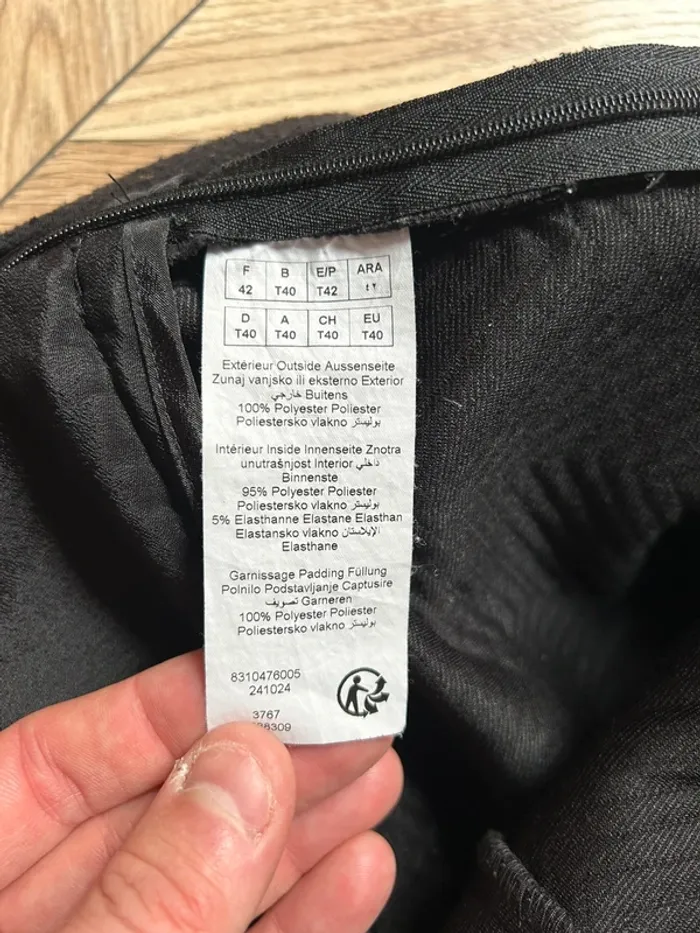 F B E/P ARA
42 T40 T42 ٤٢
D A CH EU
T40 T40 T40 T40
Extérieur Outside Aussenseite
Zunaj vanjsko ili eksterno Exterior
خارجي Buitens
100% Polyester Poliester
Poliestersko vlakno بوليستر
Intérieur Inside Innenseite Znotra
unutrašnjost Interior داخلي
Binnenste
95% Polyester Poliester
Poliestersko vlakno بوليستر
5% Elasthanne Elastane Elasthan
Elastansko vlakno الإيلاستان
Elasthane
Garnissage Padding Füllung
Polnilo Podstavljanje Captusire
تصويف Garneren
100% Polyester Poliester
Poliestersko vlakno بوليستر
8310476005
241024
3767